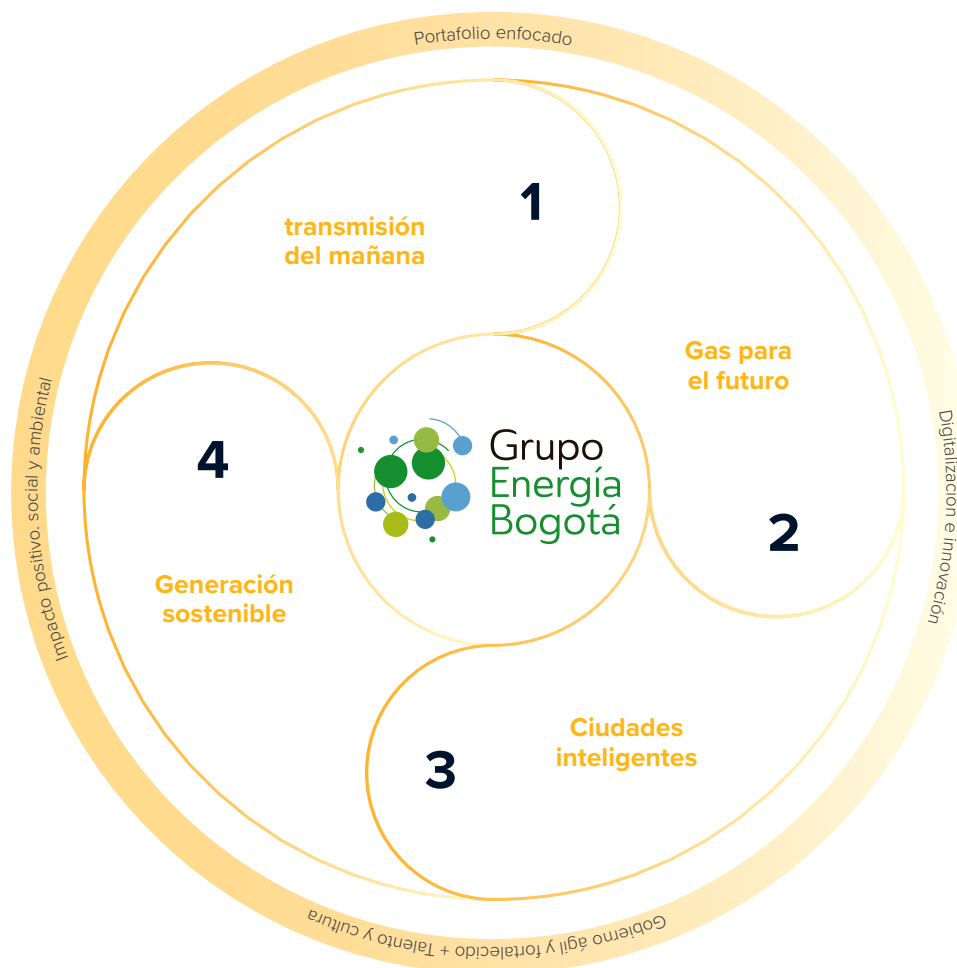 Portafolio enfocado
1
transmisión
del mañana
Gas para
el futuro
2
Grupo
Energía
Bogotá
4
Generación
sostenible
3
Ciudades
inteligentes
Digitalizacion e innovación
Gobierno ágil y fortalecido + Talento y cultura
Impacto positivo. social y ambiental